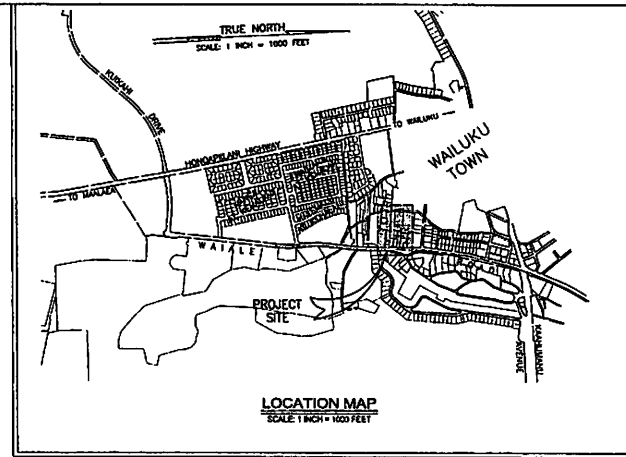 TRUE NORTH
SCALE: 1 INCH = 1000 FEET
KUIKAHI
DRIVE
HONOAPIILANI HIGHWAY
TO WAILUKU
WAILUKU
TOWN
TO MAALAEA
WAIALE
PROJECT
SITE
KAAHUMANU
AVENUE
LOCATION MAP
SCALE: 1 INCH = 1000 FEET